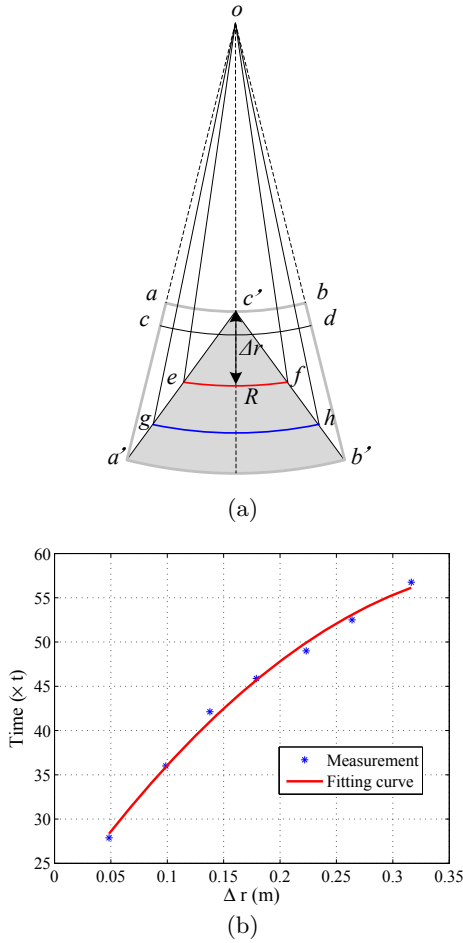 o
a b
c′
c d
Δr
e f
R
g h
a′ b′
(a)
60
55
50
45
40
35
30
25
0 0.05 0.1 0.15 0.2 0.25 0.3 0.35
Time (× t)
Δ r (m)
Measurement
Fitting curve
(b)